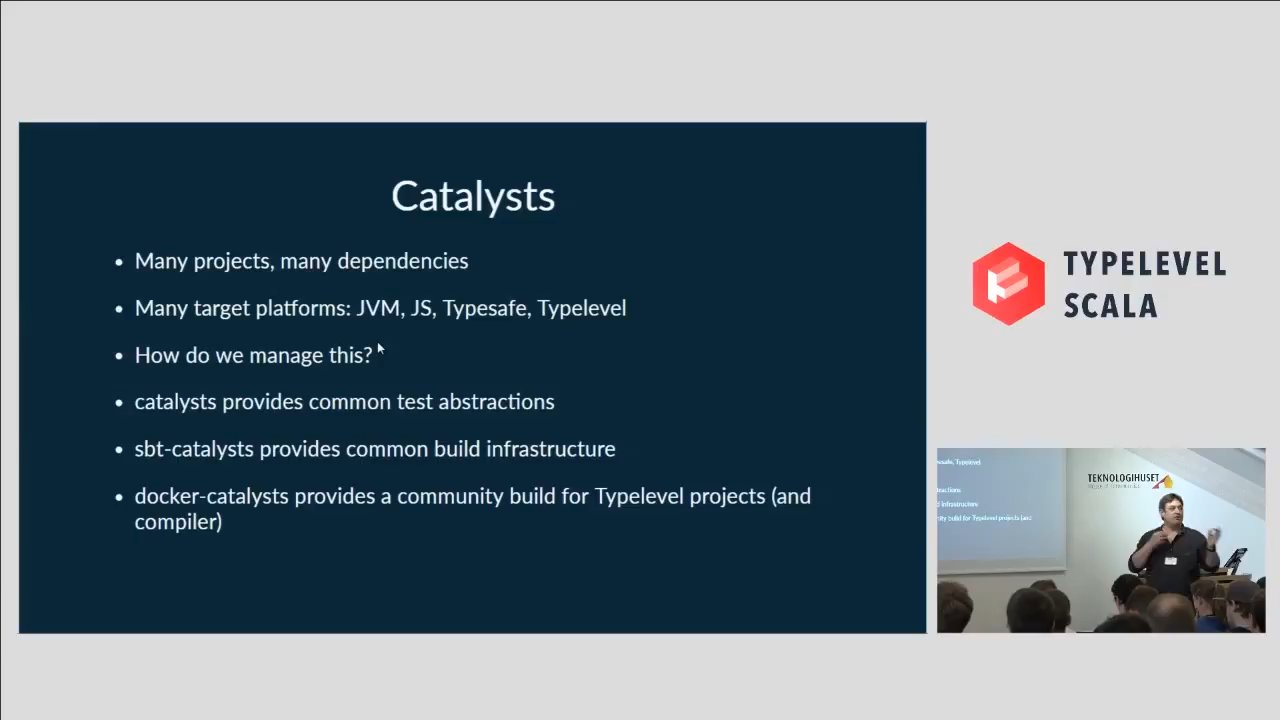 Catalysts
• Many projects, many dependencies
• Many target platforms: JVM, JS, Typesafe, Typelevel
• How do we manage this?
• catalysts provides common test abstractions
• sbt-catalysts provides common build infrastructure
• docker-catalysts provides a community build for Typelevel projects (and
compiler)
TYPELEVEL
SCALA
TEKNOLOGIHUSET